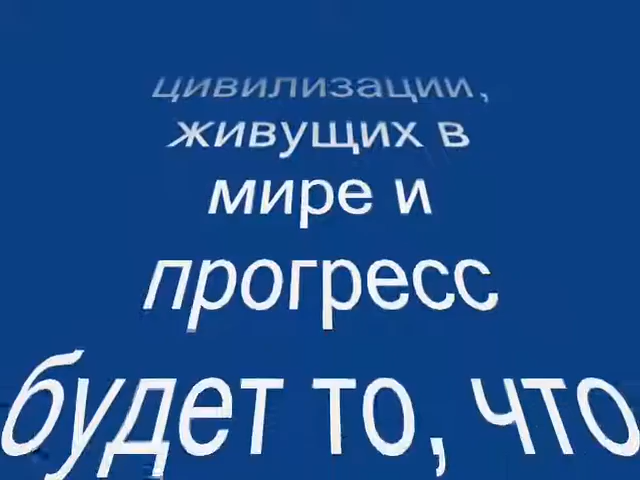 цивилизации,
живущих в
мире и
прогресс
будет то, что